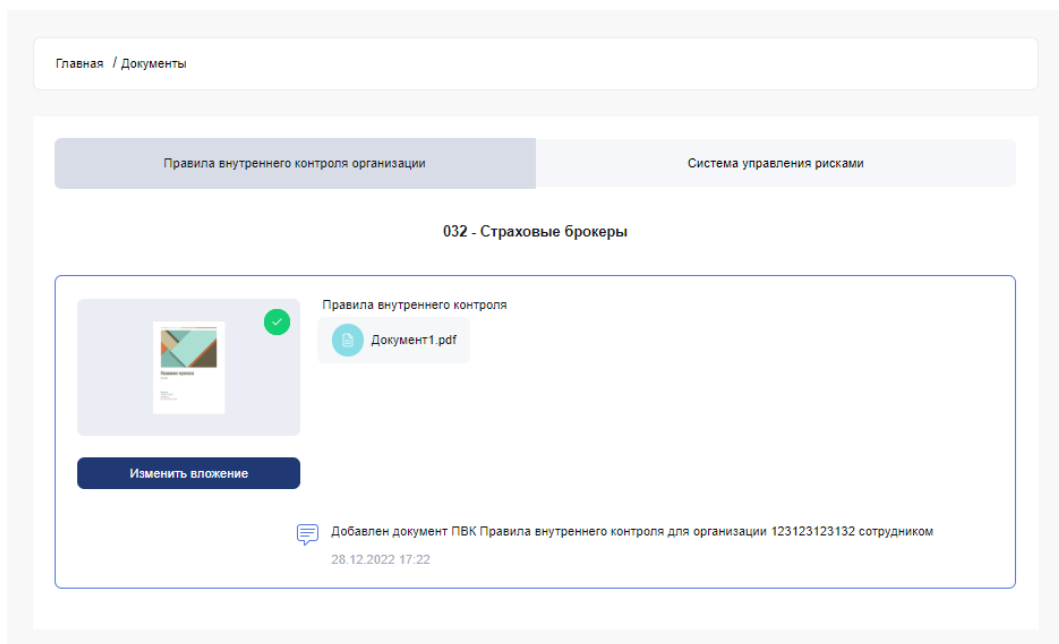 Главная / Документы
Правила внутреннего контроля организации
Система управления рисками
032 - Страховые брокеры
Правила внутреннего контроля
Документ1.pdf
Изменить вложение
Добавлен документ ПВК Правила внутреннего контроля для организации 123123123132 сотрудником
28.12.2022 17:22